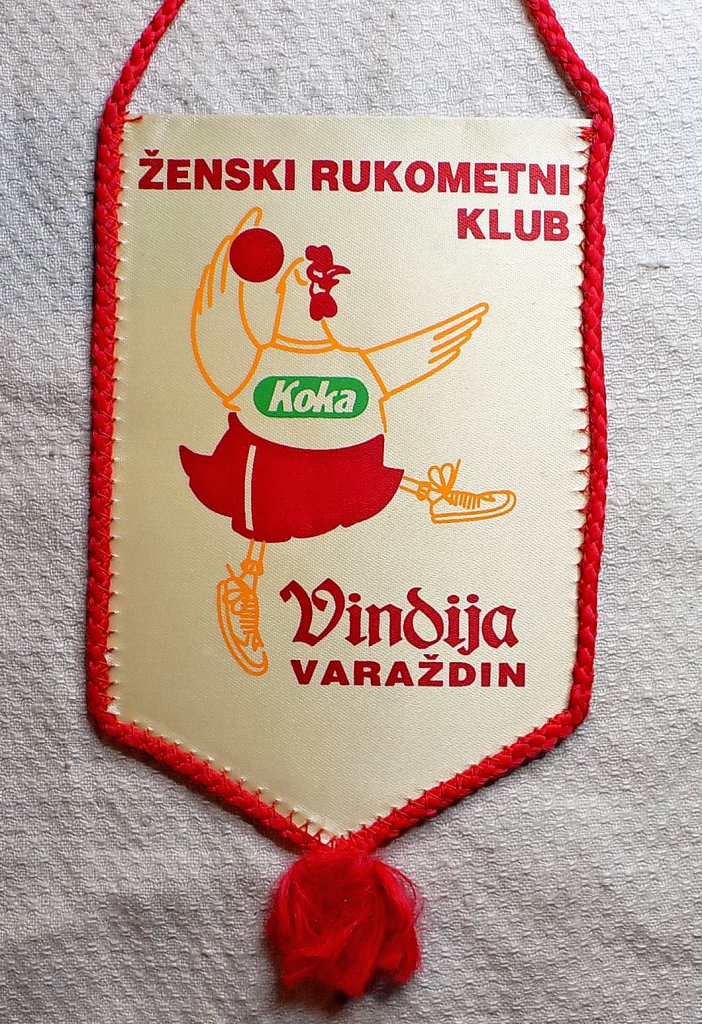 ŽENSKI RUKOMETNI
KLUB
Koka
Vindija
VARAŽDIN